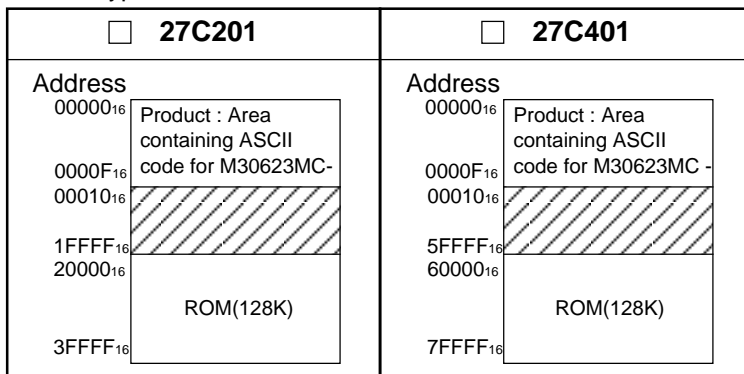 □ 27C201
Address
00000₁₆
Product : Area
containing ASCII
code for M30623MC-
0000F₁₆
00010₁₆
1FFFF₁₆
20000₁₆
ROM(128K)
3FFFF₁₆
□ 27C401
Address
00000₁₆
Product : Area
containing ASCII
code for M30623MC -
0000F₁₆
00010₁₆
5FFFF₁₆
60000₁₆
ROM(128K)
7FFFF₁₆